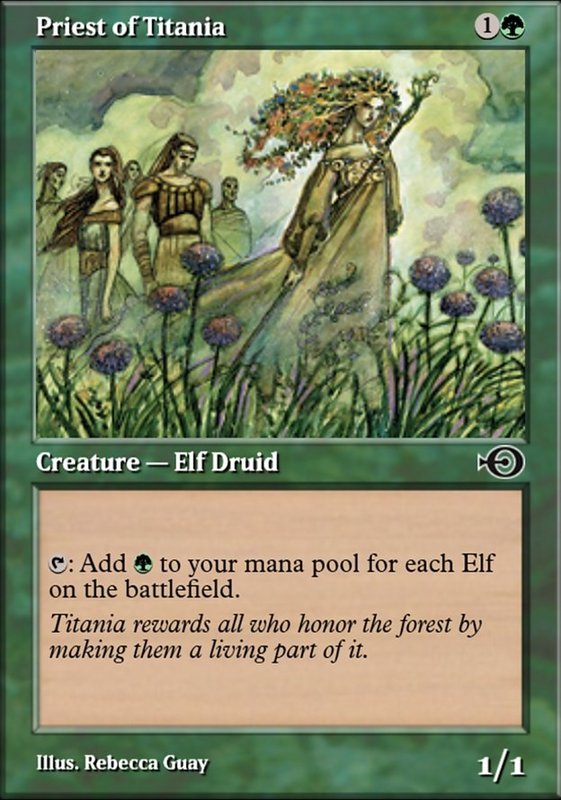 Priest of Titania 1
Creature — Elf Druid
: Add to your mana pool for each Elf
on the battlefield.
Titania rewards all who honor the forest by
making them a living part of it.
Illus. Rebecca Guay 1/1